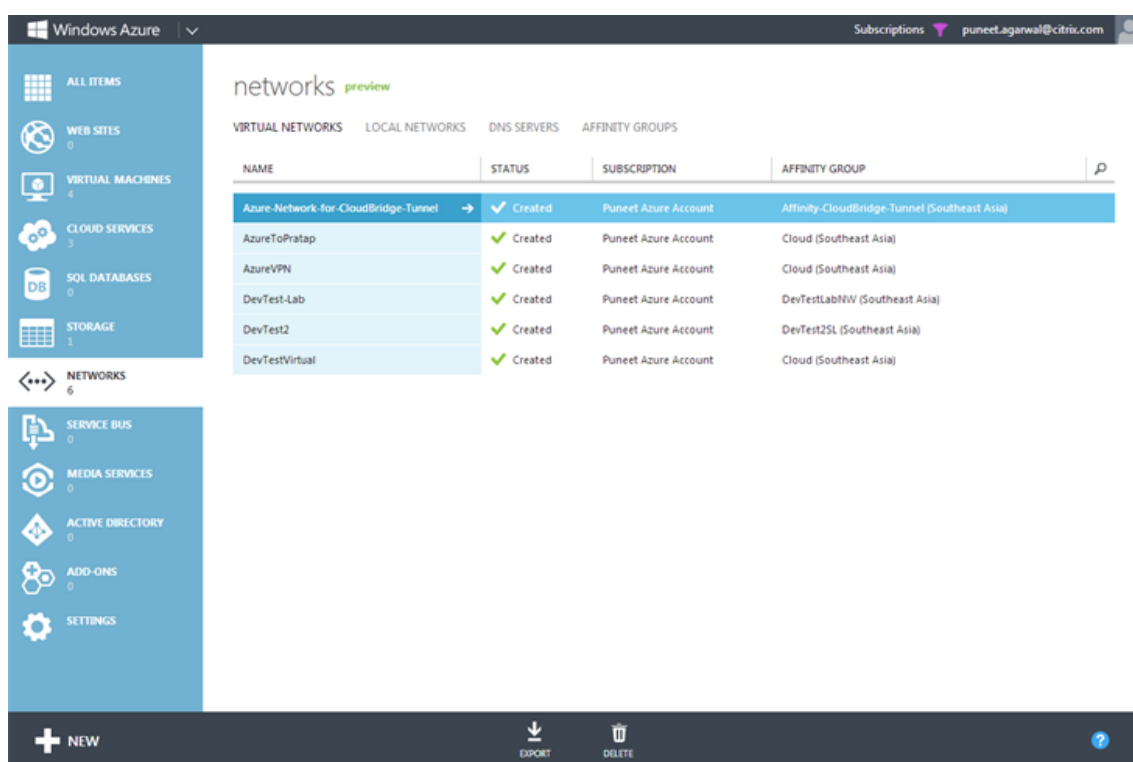 Windows Azure
Subscriptions puneet.agarwal@citrix.com
ALL ITEMS
WEB SITES
0
VIRTUAL MACHINES
4
CLOUD SERVICES
3
SQL DATABASES
0
DB
STORAGE
1
NETWORKS
6
SERVICE BUS
0
MEDIA SERVICES
0
ACTIVE DIRECTORY
0
ADD-ONS
0
SETTINGS
networks preview
VIRTUAL NETWORKS LOCAL NETWORKS DNS SERVERS AFFINITY GROUPS
NAME STATUS SUBSCRIPTION AFFINITY GROUP
Azure-Network-for-CloudBridge-Tunnel Created Puneet Azure Account Affinity-CloudBridge-Tunnel (Southeast Asia)
AzureToPratap Created Puneet Azure Account Cloud (Southeast Asia)
AzureVPN Created Puneet Azure Account Cloud (Southeast Asia)
DevTest-Lab Created Puneet Azure Account DevTestLabNW (Southeast Asia)
DevTest2 Created Puneet Azure Account DevTest2SL (Southeast Asia)
DevTestVirtual Created Puneet Azure Account Cloud (Southeast Asia)
NEW
EXPORT DELETE
?